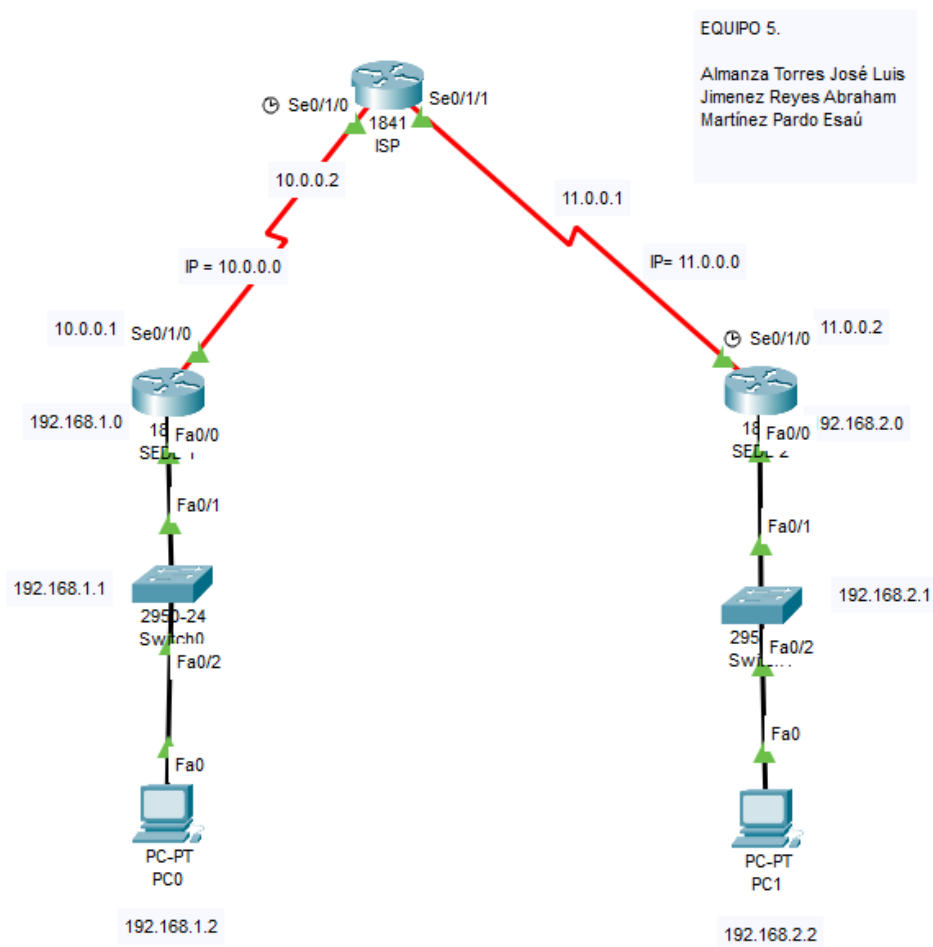 EQUIPO 5.
Almanza Torres José Luis
Jimenez Reyes Abraham
Martínez Pardo Esaú
Se0/1/0
Se0/1/1
1841
ISP
10.0.0.2
11.0.0.1
IP = 10.0.0.0
IP= 11.0.0.0
10.0.0.1
Se0/1/0
Se0/1/0
11.0.0.2
192.168.1.0
18
Fa0/0
18
Fa0/0
92.168.2.0
Fa0/1
Fa0/1
192.168.1.1
192.168.2.1
2950-24
Switch0
Fa0/2
295
Fa0/2
Fa0
Fa0
PC-PT
PC0
PC-PT
PC1
192.168.1.2
192.168.2.2